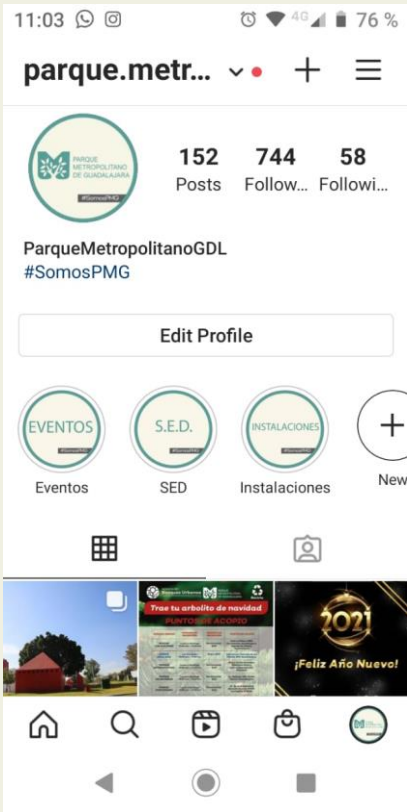 11:03 4G 76 %
parque.metr...
152 744 58
Posts Follow... Followi...
PARQUE
METROPOLITANO
DE GUADALAJARA
#SomosPMG
ParqueMetropolitanoGDL
#SomosPMG
Edit Profile
EVENTOS S.E.D. INSTALACIONES
Eventos SED Instalaciones New
Trae tu arbolito de navidad
PUNTOS DE ACOPIO
2021
¡Feliz Año Nuevo!